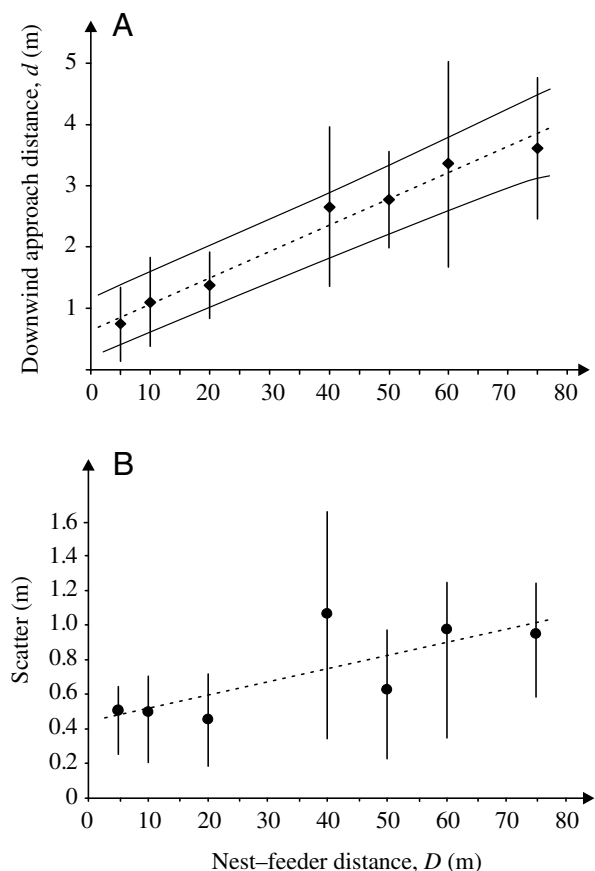 A
Downwind approach distance, d (m)
5
4
3
2
1
0 10 20 30 40 50 60 70 80
B
Scatter (m)
1.6
1.4
1.2
1.0
0.8
0.6
0.4
0.2
0
0 10 20 30 40 50 60 70 80
Nest–feeder distance, D (m)